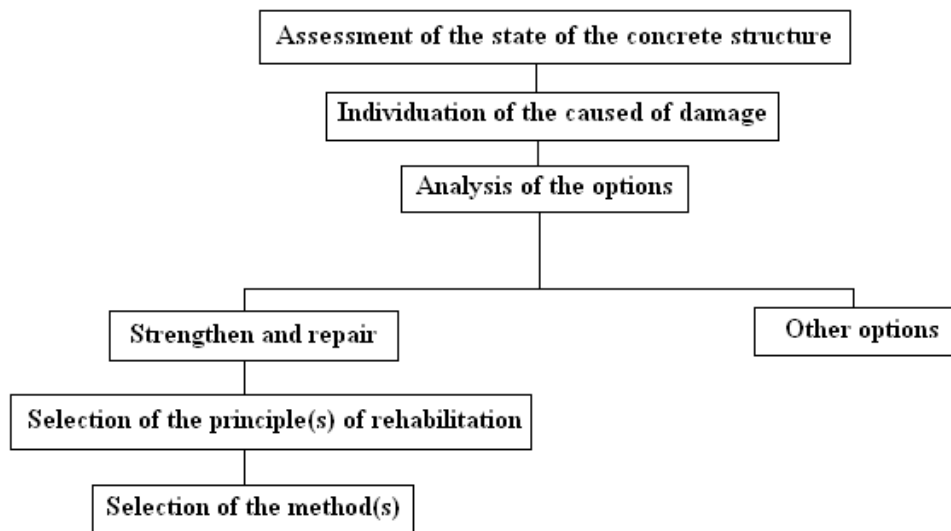 Assessment of the state of the concrete structure
Individuation of the caused of damage
Analysis of the options
Strengthen and repair
Other options
Selection of the principle(s) of rehabilitation
Selection of the method(s)